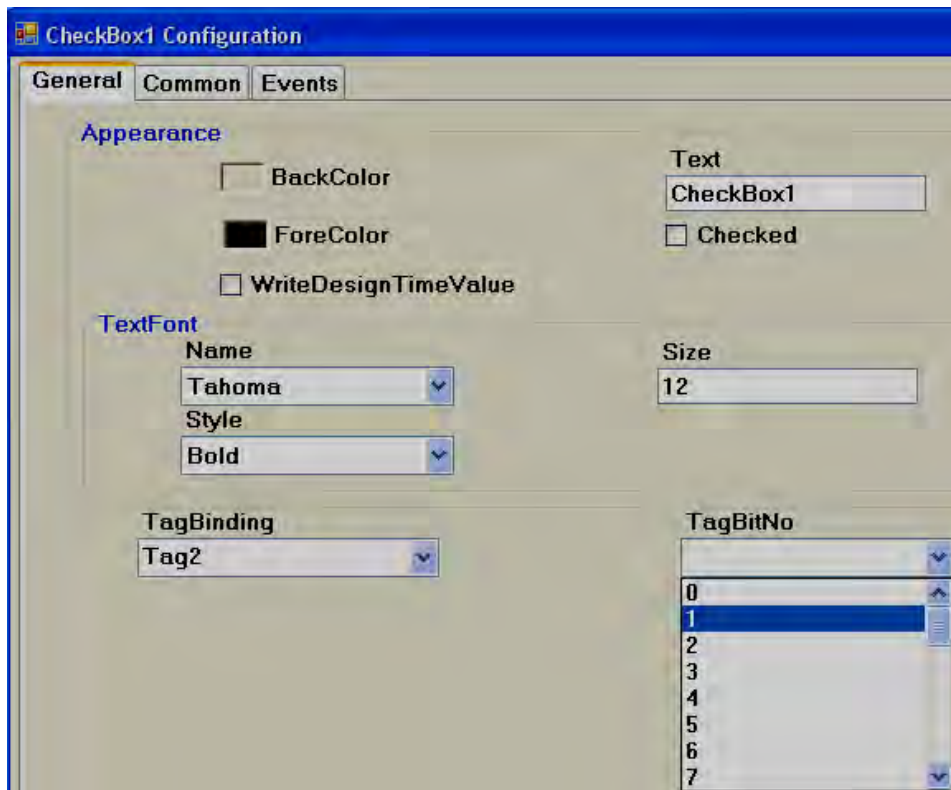 CheckBox1 Configuration
General Common Events
Appearance
BackColor
Text
CheckBox1
ForeColor
Checked
WriteDesignTimeValue
TextFont
Name
Size
Tahoma
12
Style
Bold
TagBinding
TagBitNo
Tag2
0
1
2
3
4
5
6
7